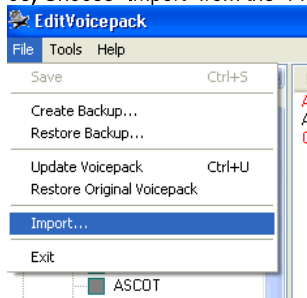 EditVoicepack
File Tools Help
Save Ctrl+S
Create Backup...
Restore Backup...
Update Voicepack Ctrl+U
Restore Original Voicepack
Import...
Exit
ASCOT